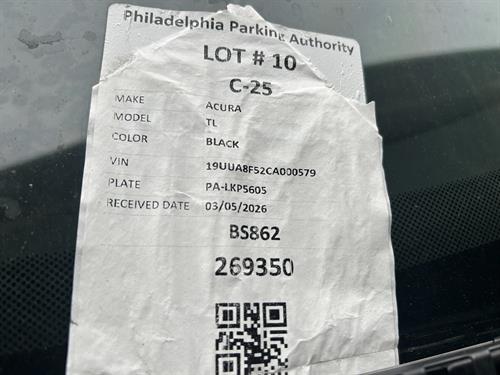 Philadelphia Parking Authority
LOT # 10
C-25
MAKE ACURA
MODEL TL
COLOR BLACK
VIN 19UUA8F52CA000579
PLATE PA-LKP5605
RECEIVED DATE 03/05/2026
BS862
269350